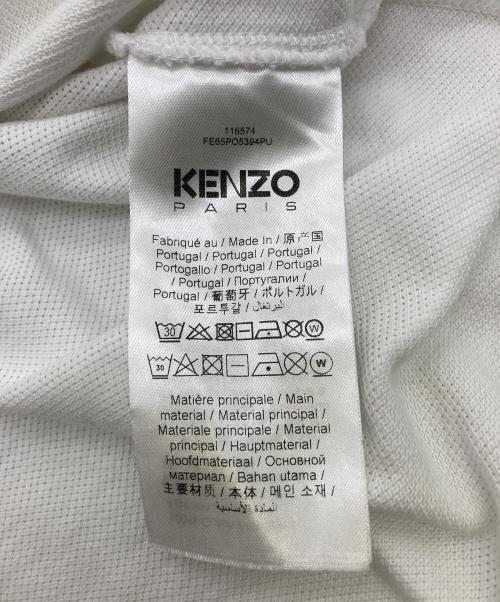 116574
FE65PO5394PU
KENZO
PARIS
Fabriqué au / Made In / 原产国
Portugal / Portugal / Portugal /
Portogallo / Portugal / Portugal
/ Portugal / Португалии /
Portugal / 葡萄牙 / ポルトガル /
포르투갈 / البرتغال
30 W
30 W
Matière principale / Main
material / Material principal /
Materiale principale / Material
principal / Hauptmaterial /
Hoofdmateriaal / Основной
материал / Bahan utama /
主要材质 / 本体 / 메인 소재 /
المادة الأساسية